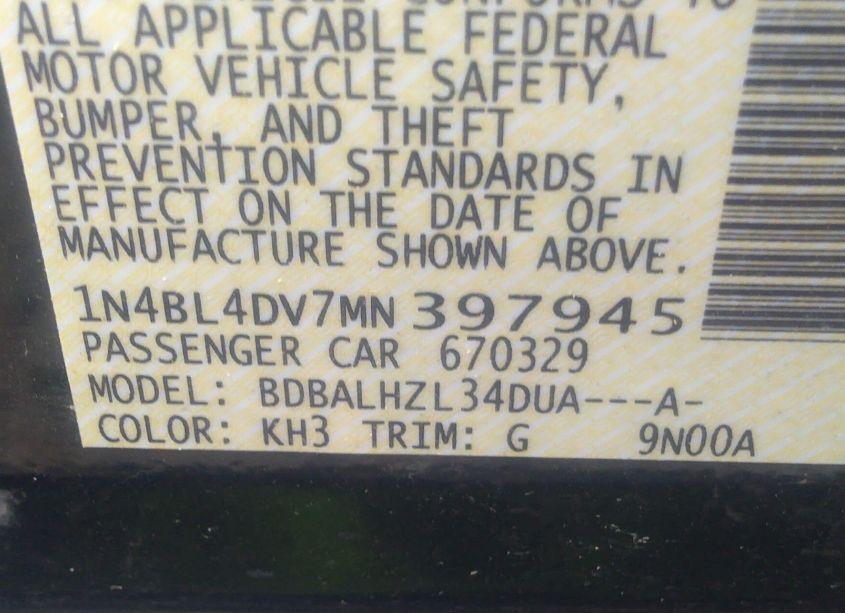 ALL APPLICABLE FEDERAL
MOTOR VEHICLE SAFETY,
BUMPER, AND THEFT
PREVENTION STANDARDS IN
EFFECT ON THE DATE OF
MANUFACTURE SHOWN ABOVE.
1N4BL4DV7MN397945
PASSENGER CAR 670329
MODEL: BDBALHZL34DUA---A-
COLOR: KH3 TRIM: G 9N00A